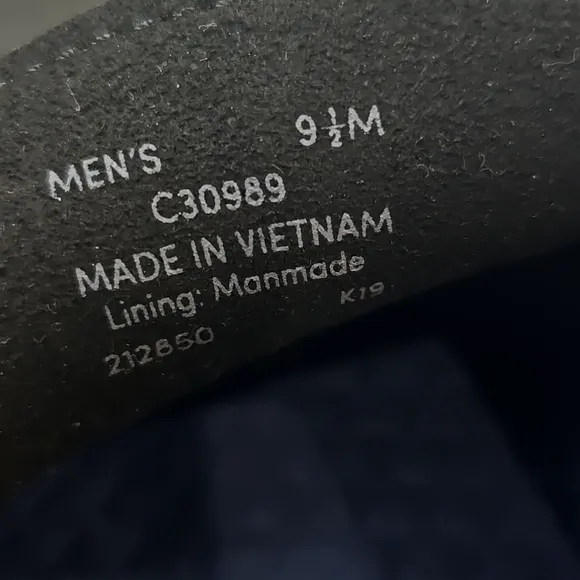 MEN'S 9½M
C30989
MADE IN VIETNAM
Lining: Manmade
212850 K19